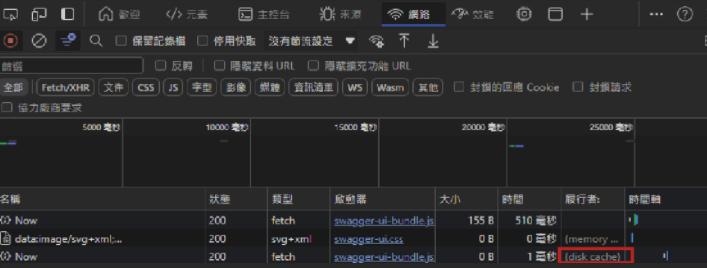 歡迎 元素 主控台 來源 網路 效能
保留記錄檔 停用快取 沒有節流設定
篩選 反轉 隱藏資料 URL 隱藏擴充功能 URL
全部 Fetch/XHR 文件 CSS JS 字型 影像 媒體 資訊清單 WS Wasm 其他 封鎖的回應 Cookie 封鎖請求
協力廠商要求
5000 毫秒 10000 毫秒 15000 毫秒 20000 毫秒 25000 毫秒
名稱 狀態 類型 啟動器 大小 時間 履行者: 時間軸
Now 200 fetch swagger-ui-bundle.js 155 B 510 毫秒
data:image/svg+xml;... 200 svg+xml swagger-ui.css 0 B 0 毫秒 (memory ...
Now 200 fetch swagger-ui-bundle.js 0 B 1 毫秒 (disk cache)